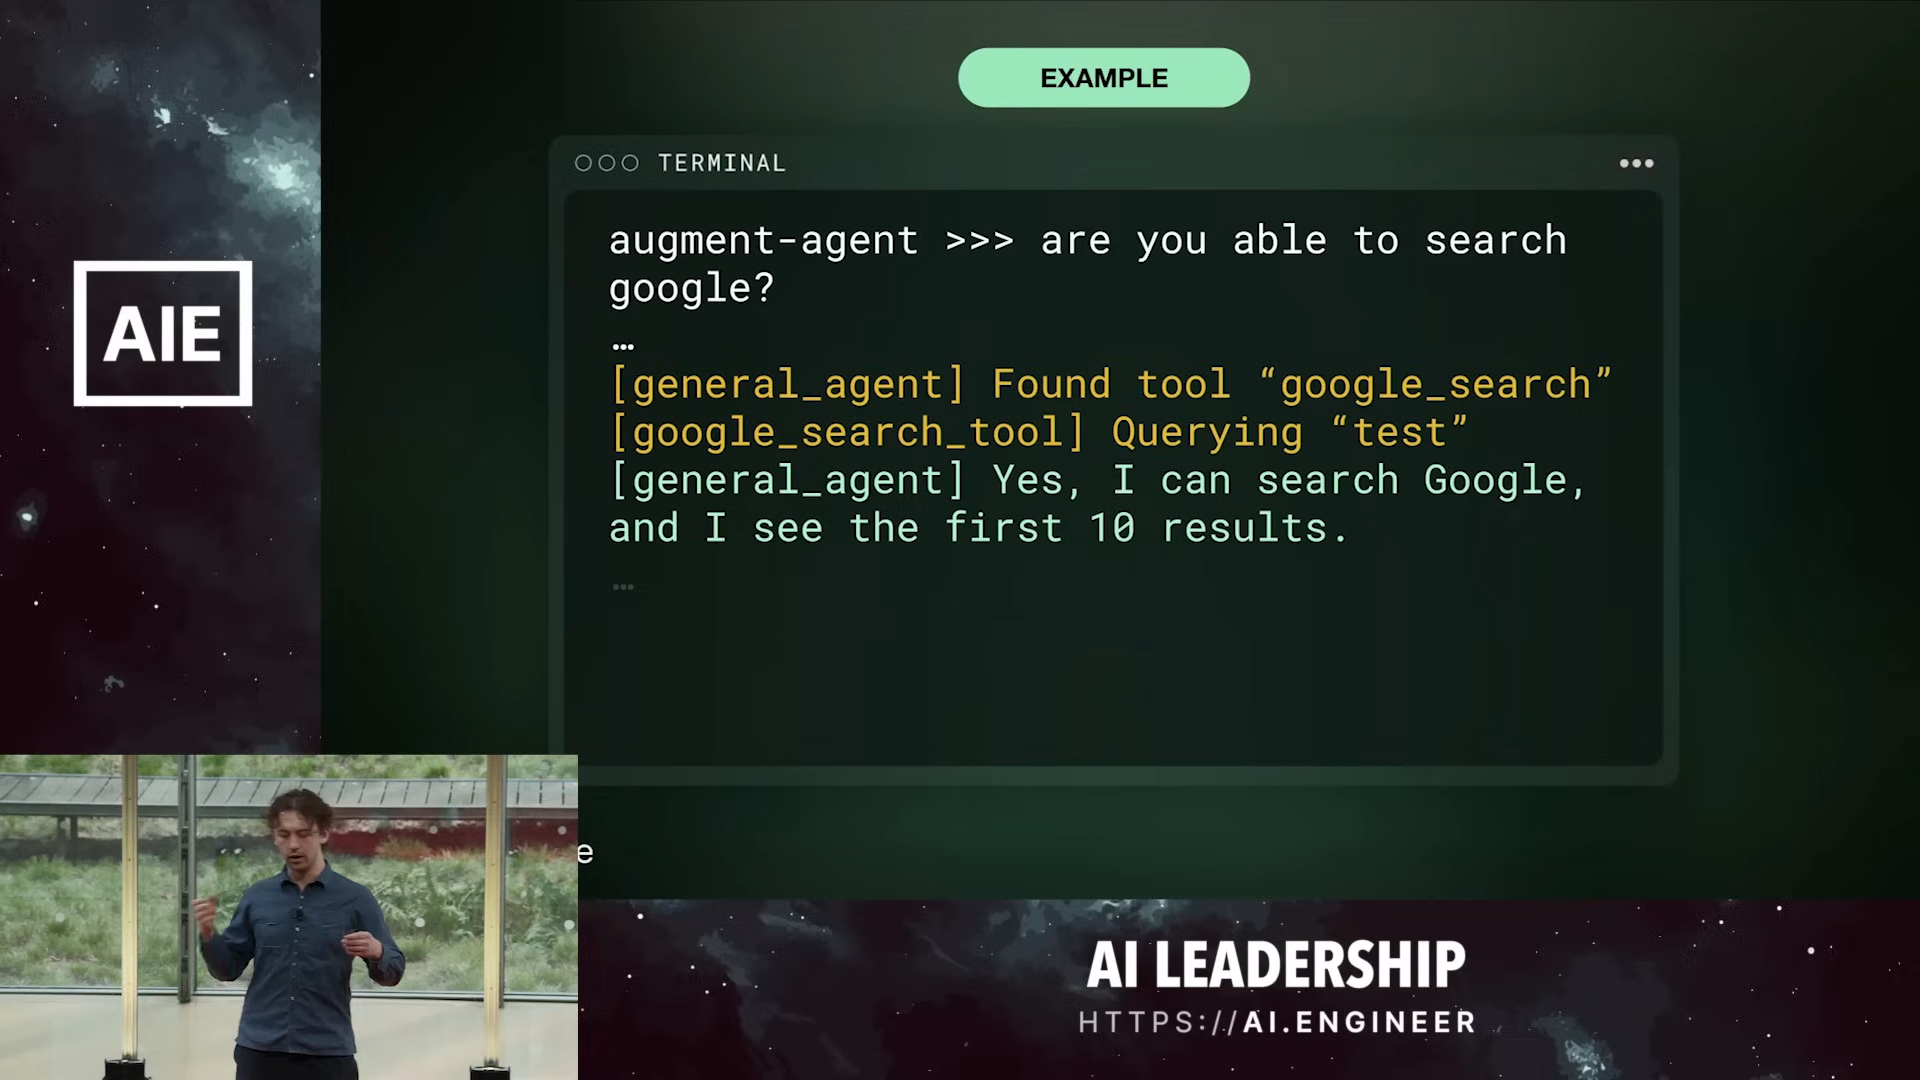 EXAMPLE
TERMINAL
augment-agent >>> are you able to search
google?
…
[general_agent] Found tool “google_search”
[google_search_tool] Querying “test”
[general_agent] Yes, I can search Google,
and I see the first 10 results.
…
AIE
e
AI LEADERSHIP
HTTPS://AI.ENGINEER